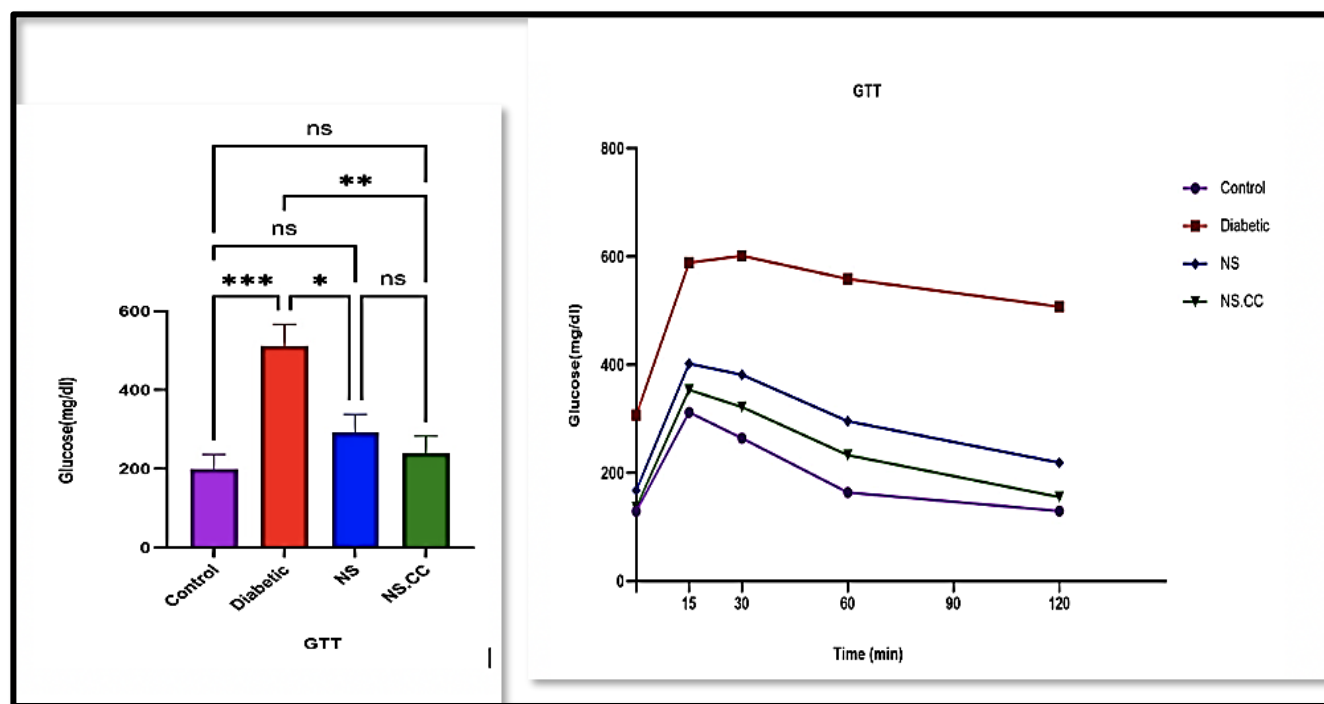 ns
**
ns
*** * ns
600
400
200
0
Glucose(mg/dl)
Control Diabetic NS NS.CC
GTT
GTT
800
600
400
200
0
Glucose(mg/dl)
15 30 60 90 120
Time (min)
Control
Diabetic
NS
NS.CC